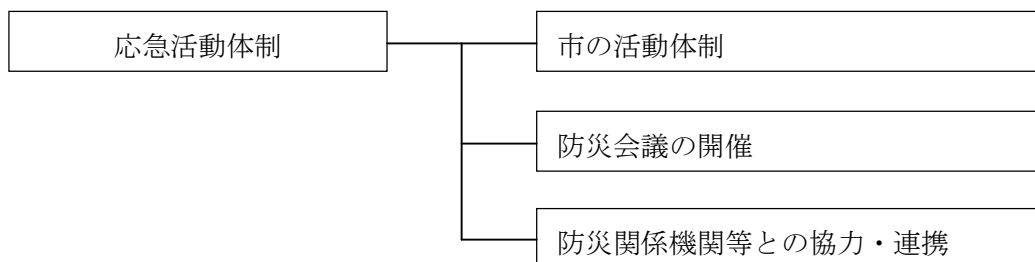 応急活動体制
市の活動体制
防災会議の開催
防災関係機関等との協力・連携